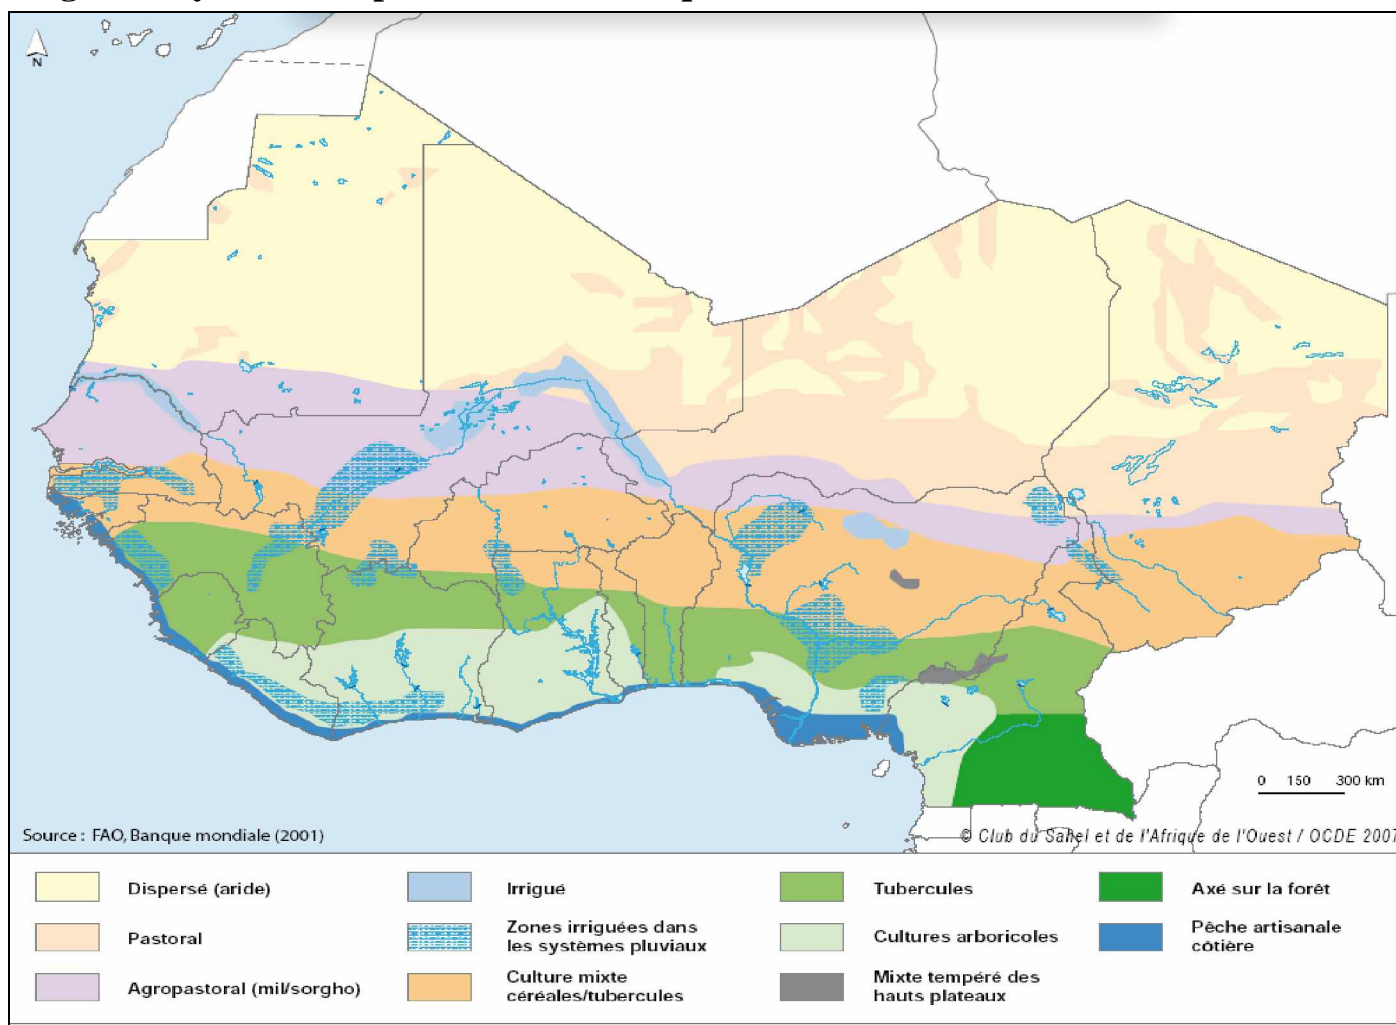 N
0 150 300 km
Source : FAO, Banque mondiale (2001)
© Club du Sahel et de l'Afrique de l'Ouest / OCDE 2007
Dispersé (aride)
Pastoral
Agropastoral (mil/sorgho)
Irrigué
Zones irriguées dans
les systèmes pluviaux
Culture mixte
céréales/tubercules
Tubercules
Cultures arboricoles
Mixte tempéré des
hauts plateaux
Axé sur la forêt
Pêche artisanale
côtière